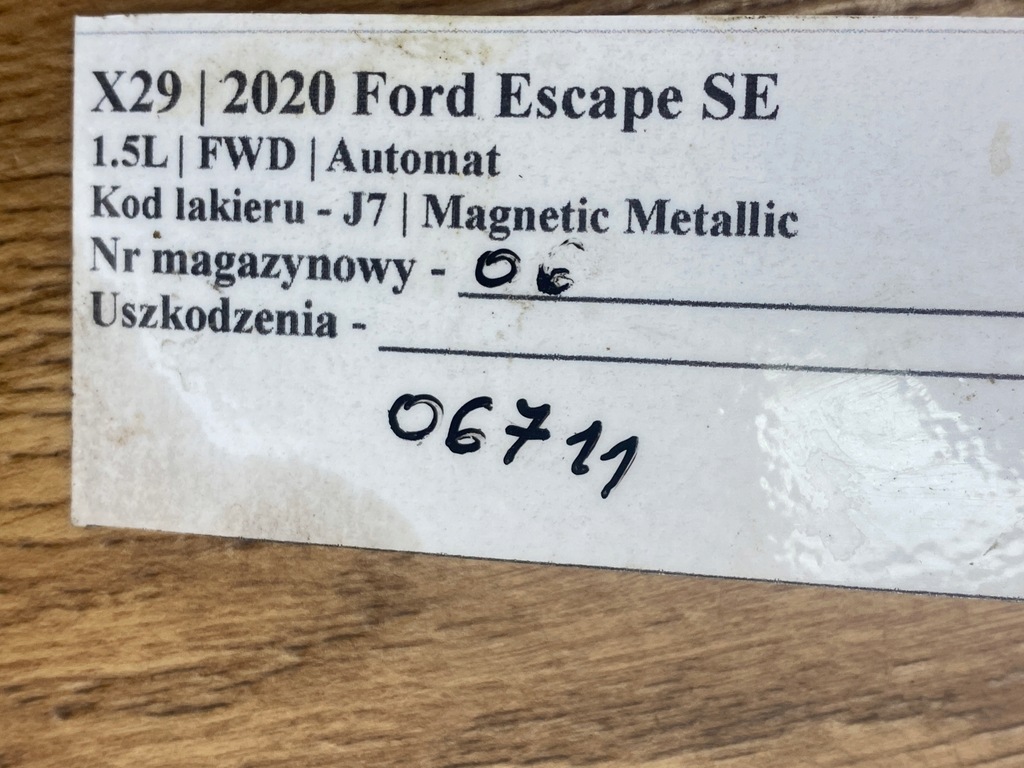 X29 | 2020 Ford Escape SE
1.5L | FWD | Automat
Kod lakieru - J7 | Magnetic Metallic
Nr magazynowy - 06
Uszkodzenia -
06711